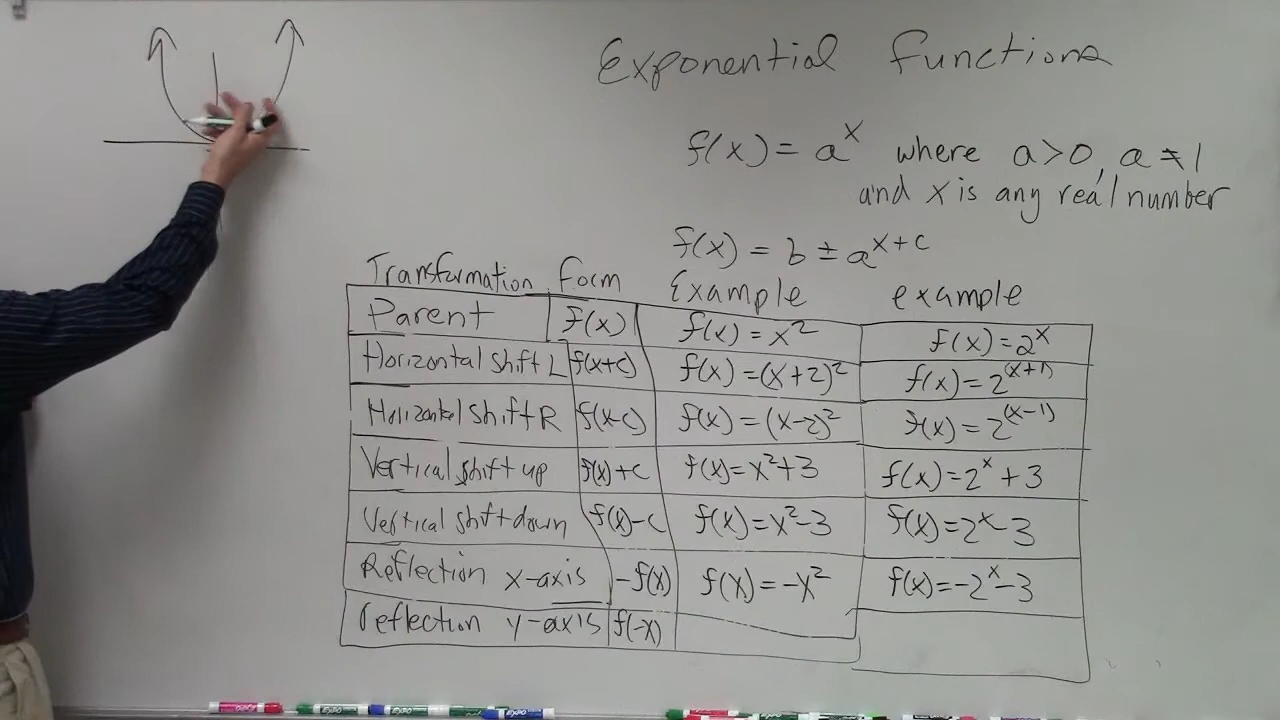 Exponential Functions
f(x) = a^x where a>0, a≠1
and x is any real number
f(x) = b ± a^(x+c)
Transformation Form Example example
Parent f(x) f(x) = x² f(x) = 2^x
Horizontal shift L f(x+c) f(x) = (x+2)² f(x) = 2^(x+1)
Horizontal shift R f(x-c) f(x) = (x-2)² f(x) = 2^(x-1)
Vertical shift up f(x)+c f(x) = x²+3 f(x) = 2^x + 3
Vertical shift down f(x)-c f(x) = x²-3 f(x) = 2^x - 3
Reflection x-axis -f(x) f(x) = -x² f(x) = -2^x - 3
reflection y-axis f(-x)
EXPO